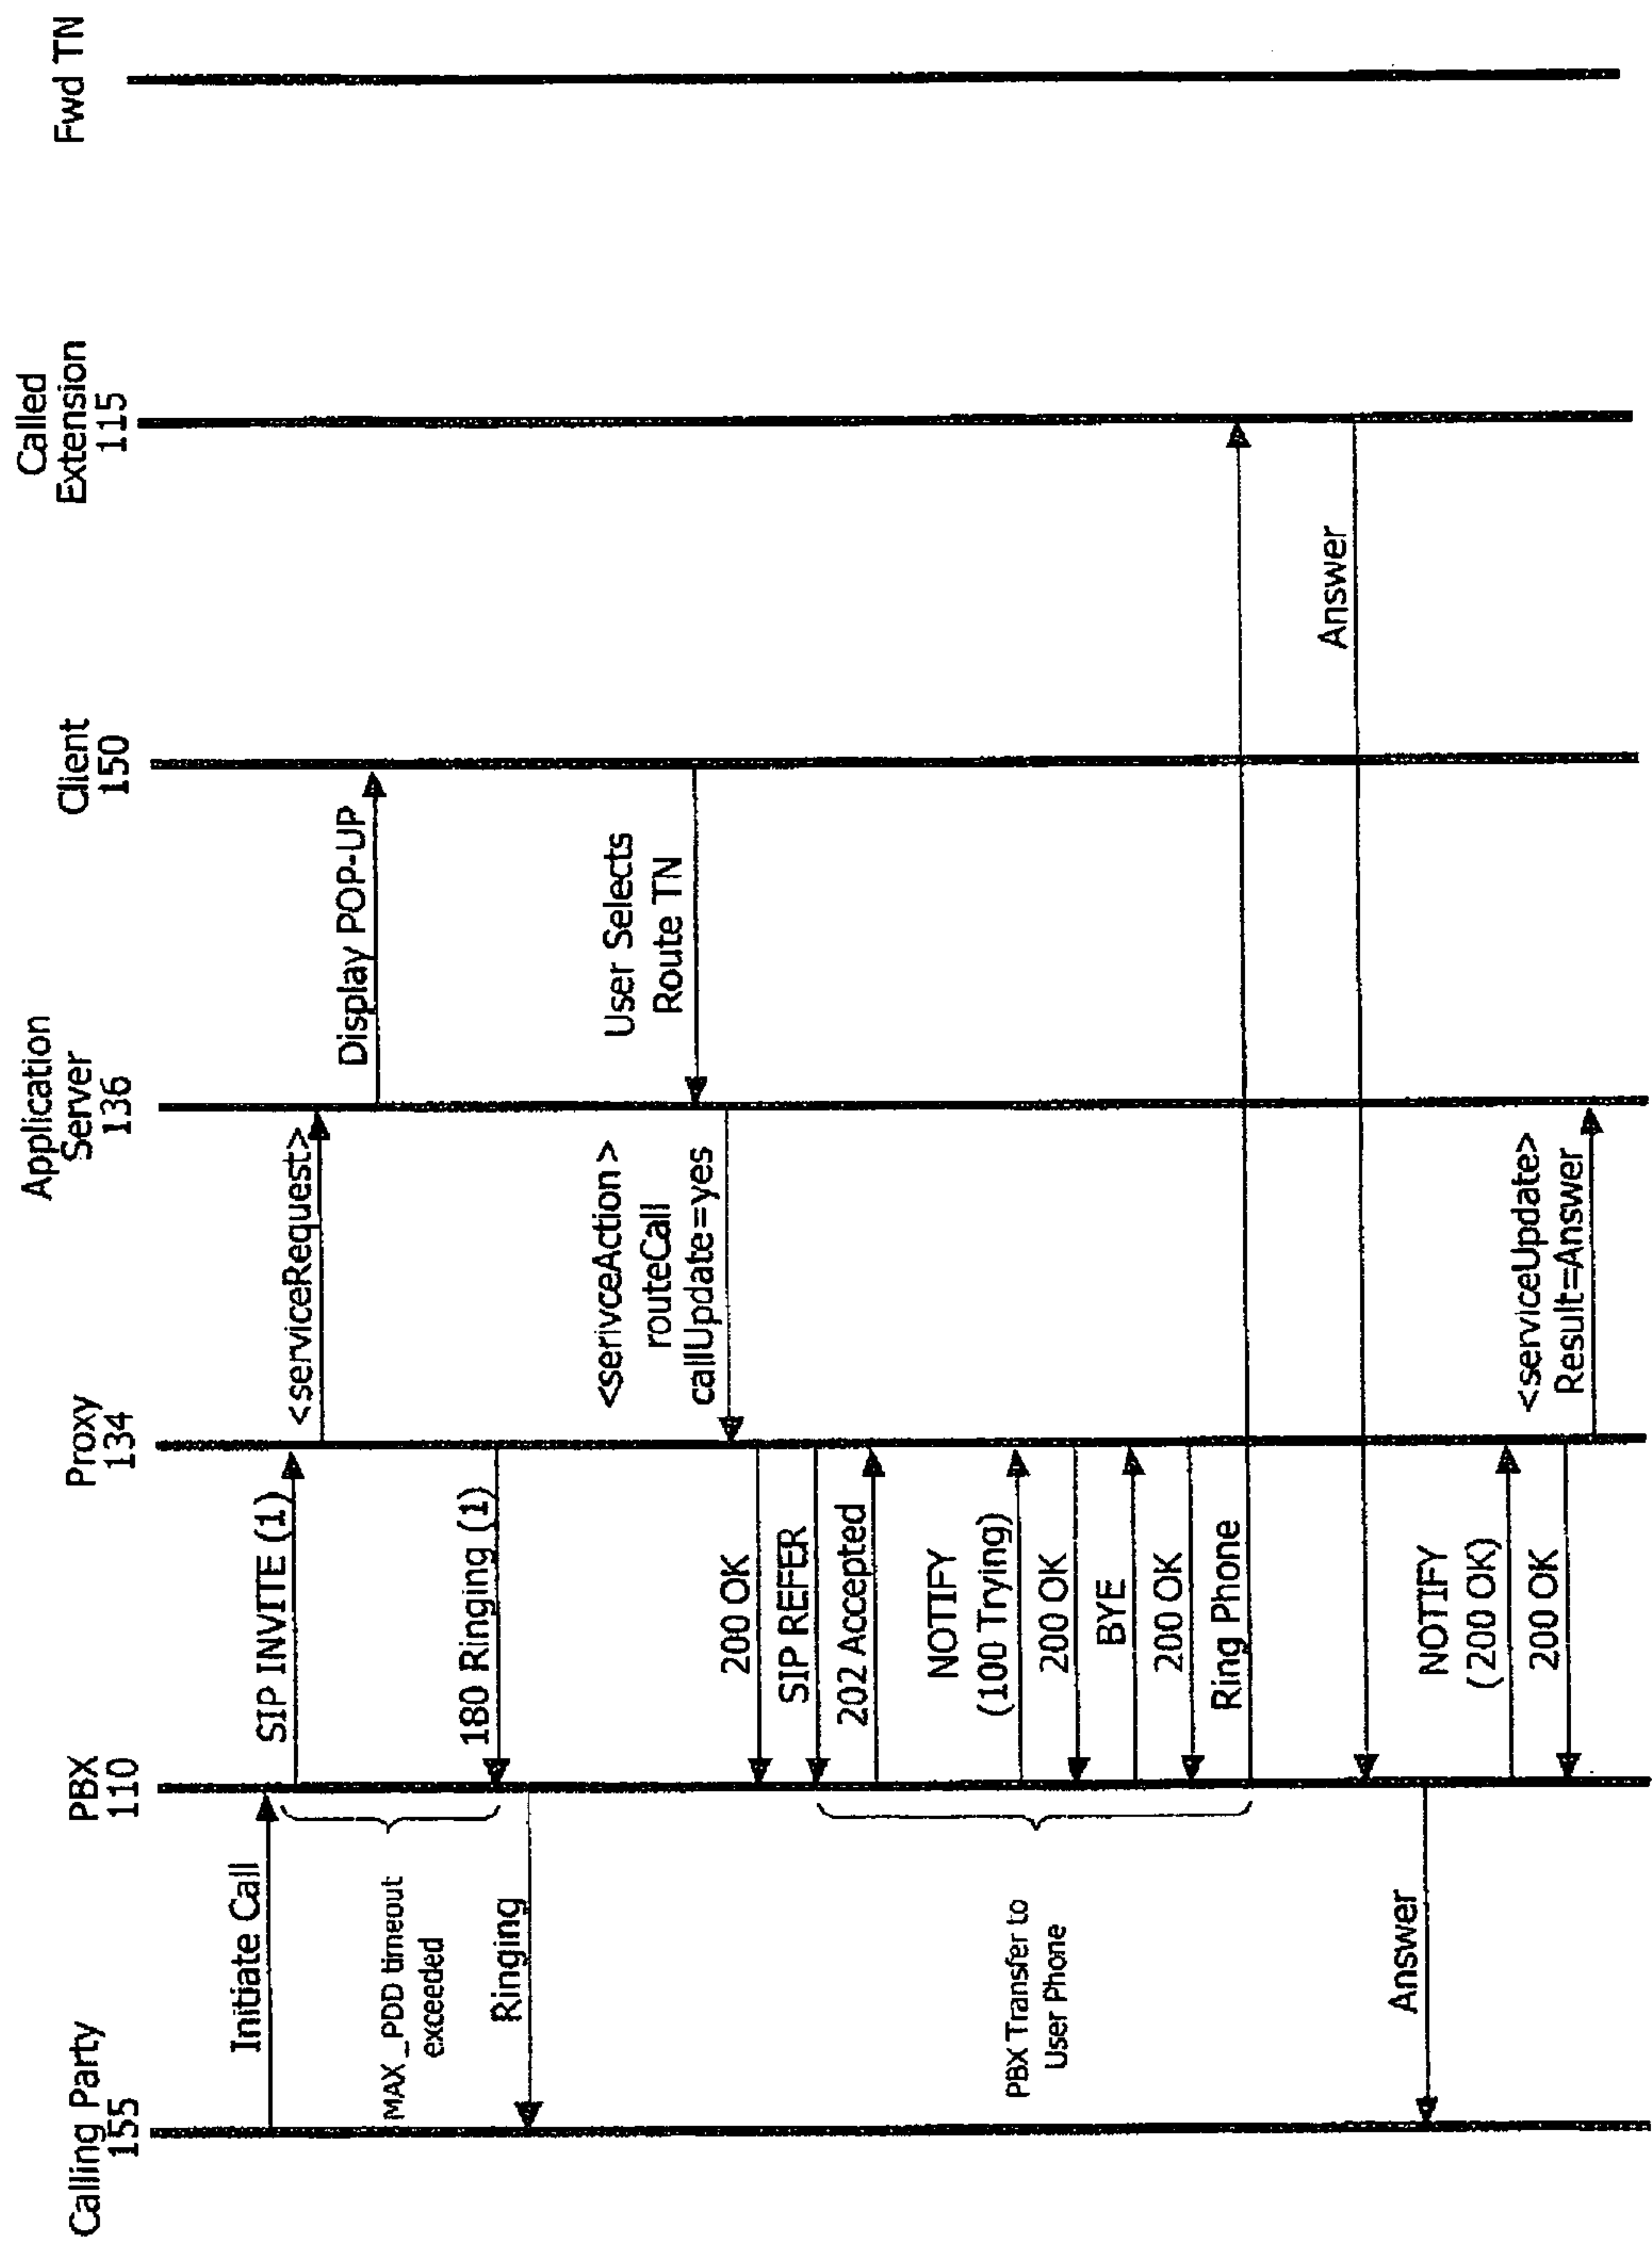 Calling Party
155
PBX
110
Proxy
134
Application
Server
136
Client
150
Called
Extension
115
Fwd TN
Initiate Call
SIP INVITE (1)
<serviceRequest>
Display POP-UP
MAX_PDD timeout
exceeded
180 Ringing (1)
Ringing
User Selects
Route TN
<serivceAction>
routeCall
callUpdate=yes
200 OK
SIP REFER
202 Accepted
NOTIFY
(100 Trying)
200 OK
BYE
200 OK
Ring Phone
PBX Transfer to
User Phone
Answer
Answer
NOTIFY
(200 OK)
200 OK
<serviceUpdate>
Result=Answer